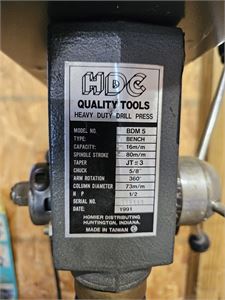 HDC
QUALITY TOOLS
HEAVY DUTY DRILL PRESS
MODEL NO. BDM 5
TYPE: BENCH
CAPACITY: 16m/m
SPINDLE STROKE 80m/m
TAPER JT = 3
CHUCK 5/8"
ARM ROTATION 360°
COLUMN DIAMETER 73m/m
H P 1/2
SERIAL NO.
DATE: 1991
HOMIER DISTRIBUTING
HUNTINGTON, INDIANA.
MADE IN TAIWAN